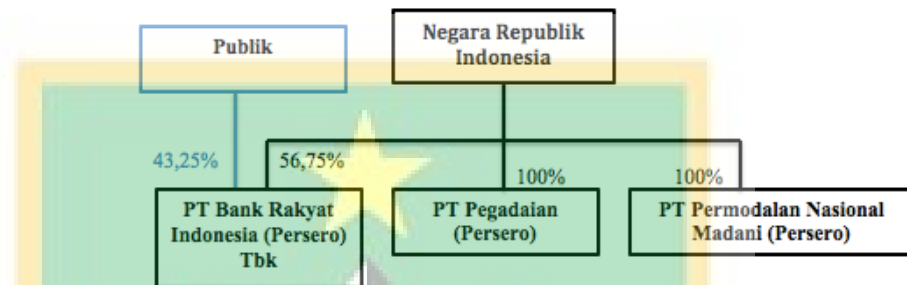 Publik
Negara Republik
Indonesia
43,25%
56,75%
100%
100%
PT Bank Rakyat
Indonesia (Persero)
Tbk
PT Pegadaian
(Persero)
PT Permodalan Nasional
Madani (Persero)